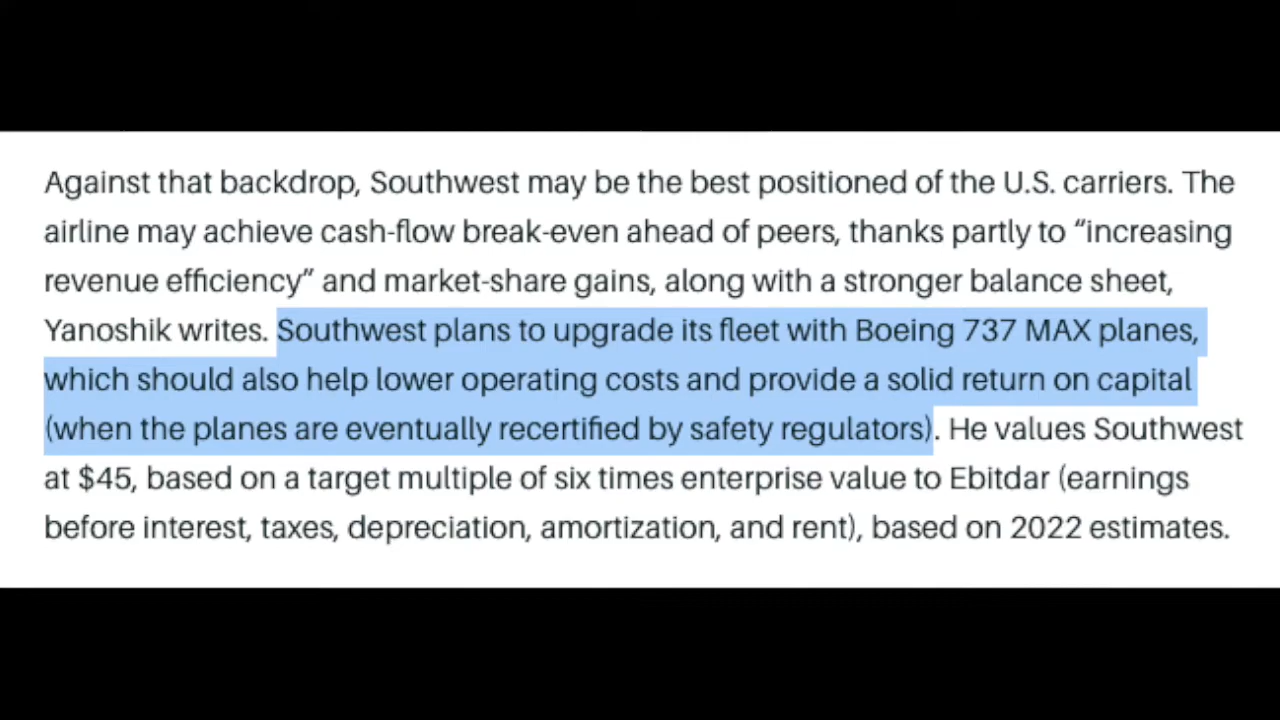 Against that backdrop, Southwest may be the best positioned of the U.S. carriers. The
airline may achieve cash-flow break-even ahead of peers, thanks partly to “increasing
revenue efficiency” and market-share gains, along with a stronger balance sheet,
Yanoshik writes. Southwest plans to upgrade its fleet with Boeing 737 MAX planes,
which should also help lower operating costs and provide a solid return on capital
(when the planes are eventually recertified by safety regulators). He values Southwest
at $45, based on a target multiple of six times enterprise value to Ebitdar (earnings
before interest, taxes, depreciation, amortization, and rent), based on 2022 estimates.